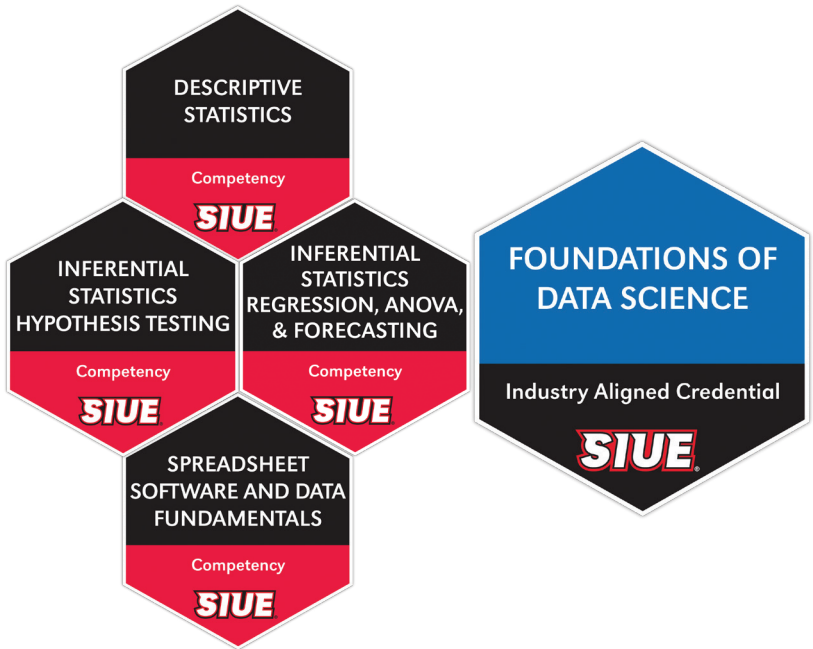 DESCRIPTIVE
STATISTICS
Competency
SIUE
INFERENTIAL
STATISTICS
HYPOTHESIS TESTING
Competency
SIUE
INFERENTIAL
STATISTICS
REGRESSION, ANOVA,
& FORECASTING
Competency
SIUE
SPREADSHEET
SOFTWARE AND DATA
FUNDAMENTALS
Competency
SIUE
FOUNDATIONS OF
DATA SCIENCE
Industry Aligned Credential
SIUE®